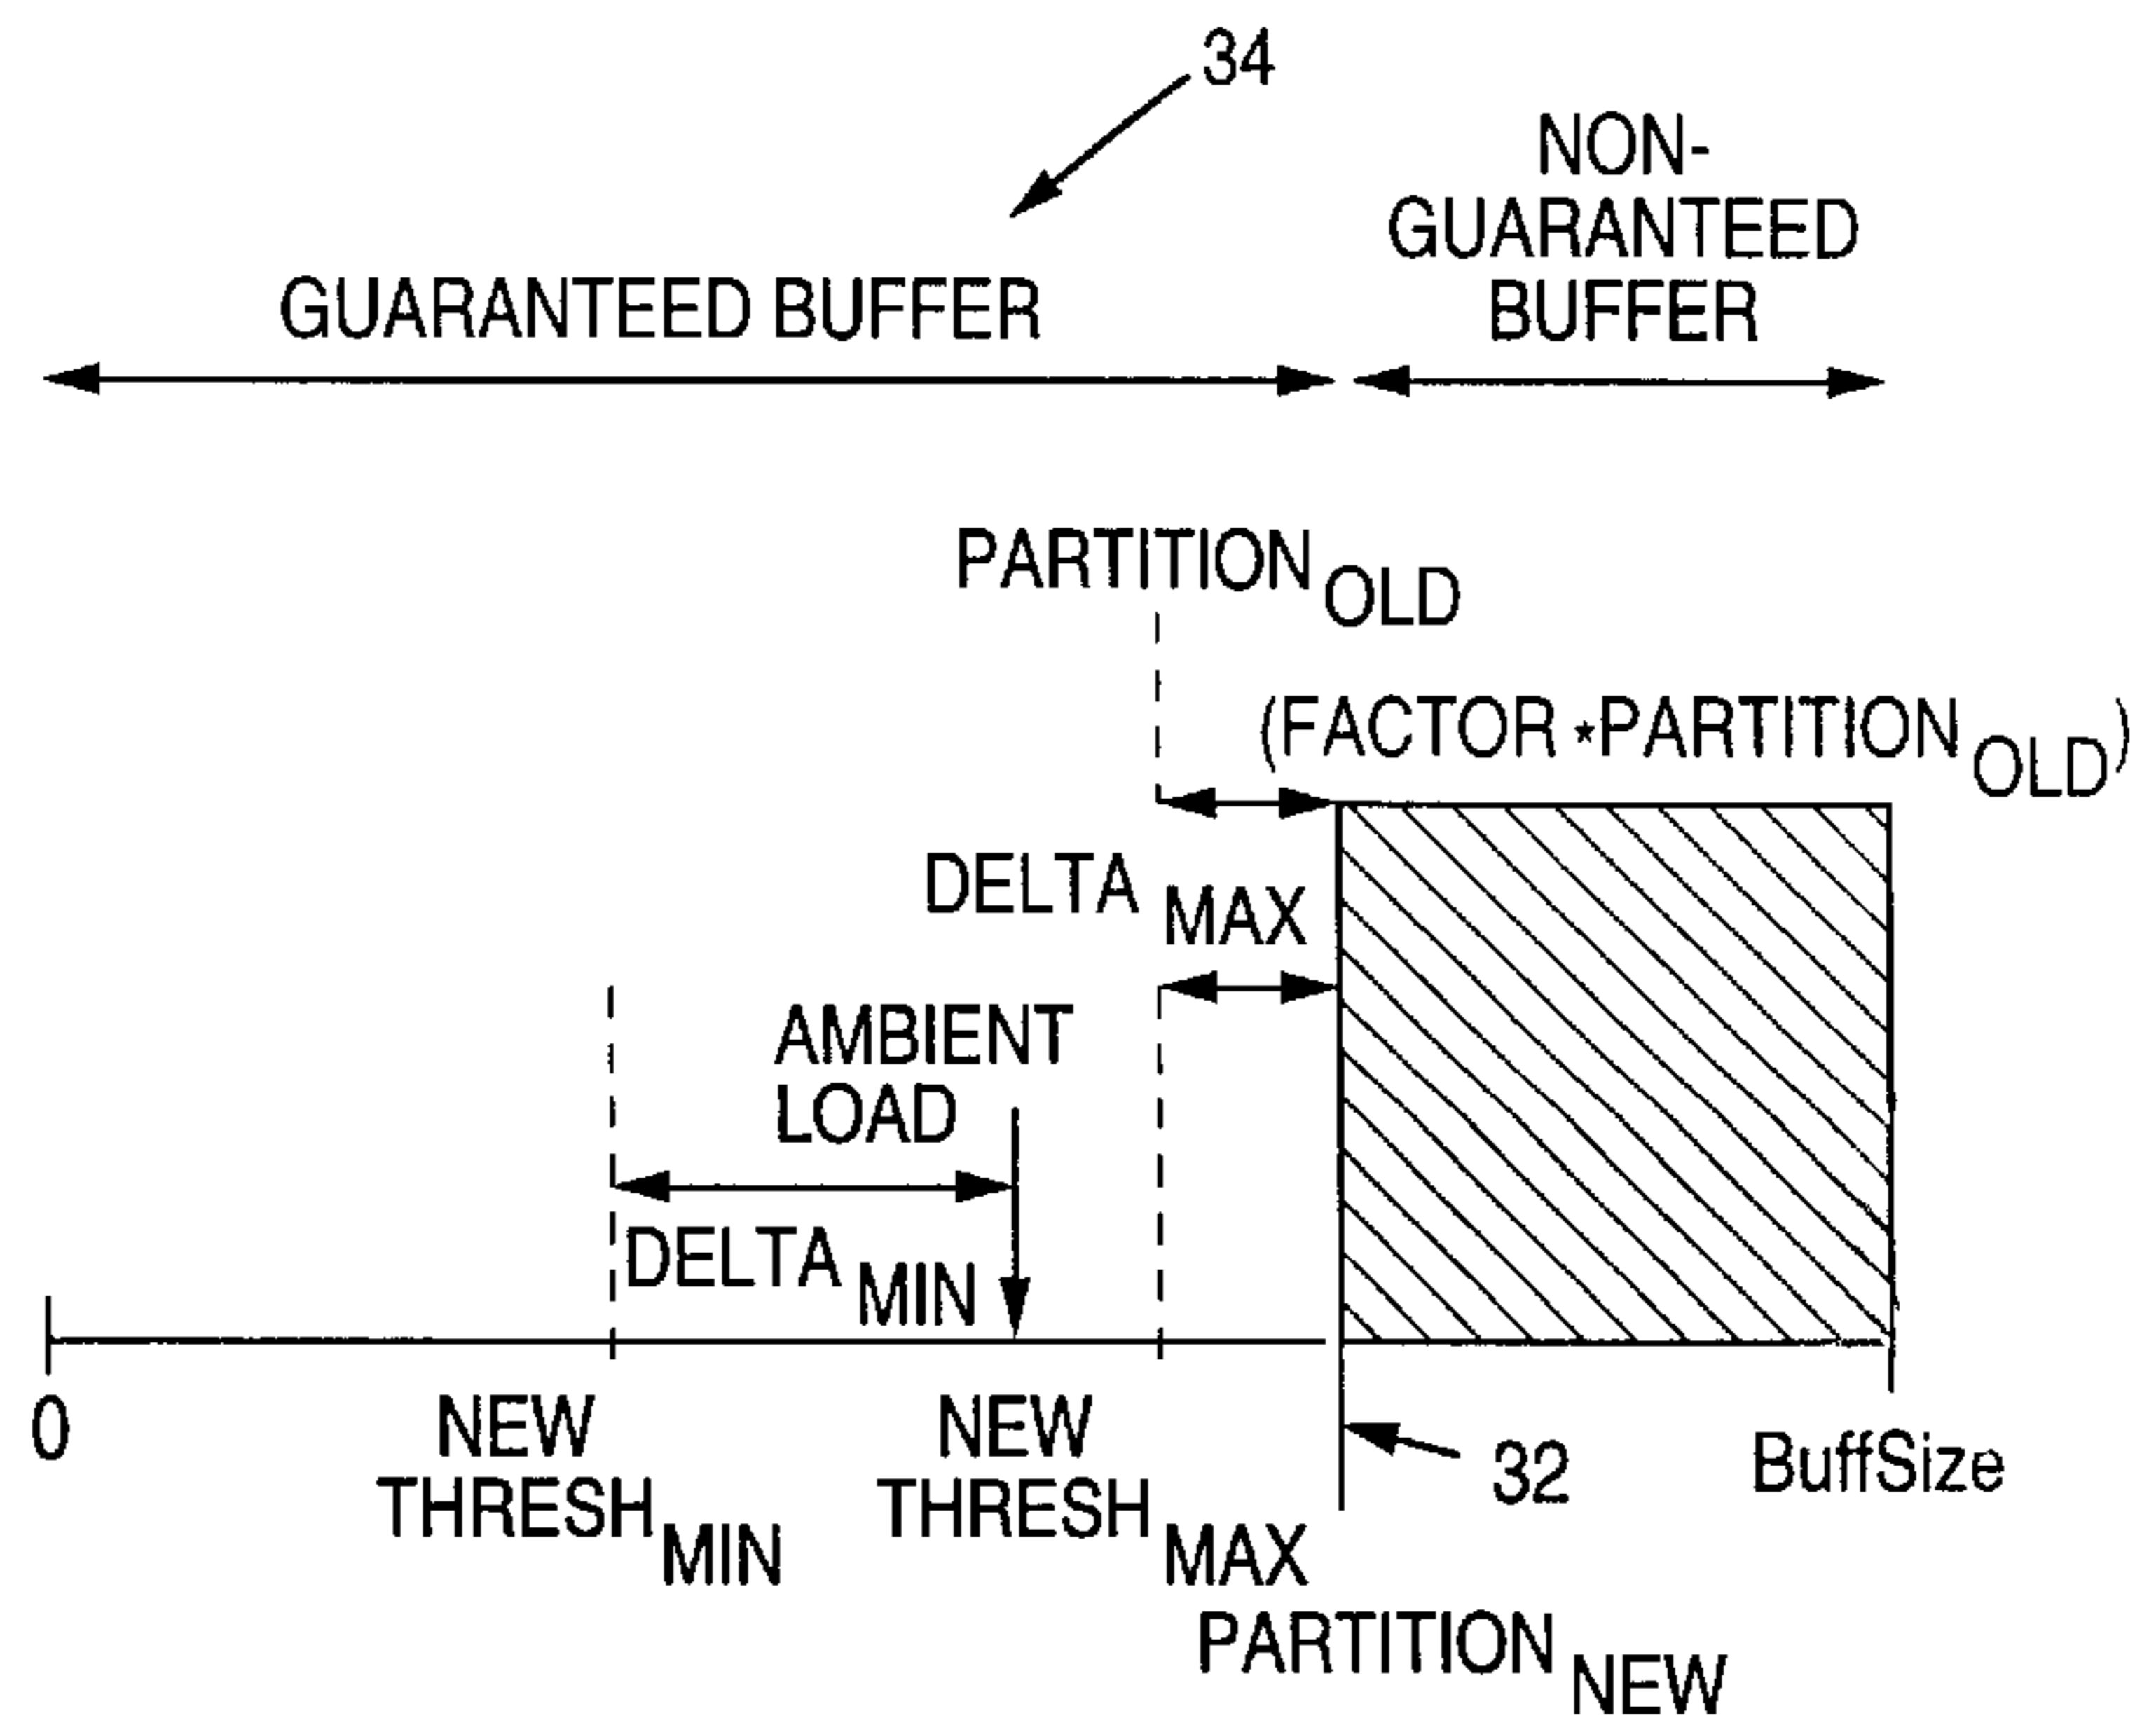 34
NON-
GUARANTEED
BUFFER
GUARANTEED BUFFER
PARTITION OLD
(FACTOR *PARTITION OLD)
DELTA MAX
AMBIENT
LOAD
DELTA MIN
0
NEW
THRESH MIN
NEW
THRESH MAX
32
BuffSize
PARTITION NEW